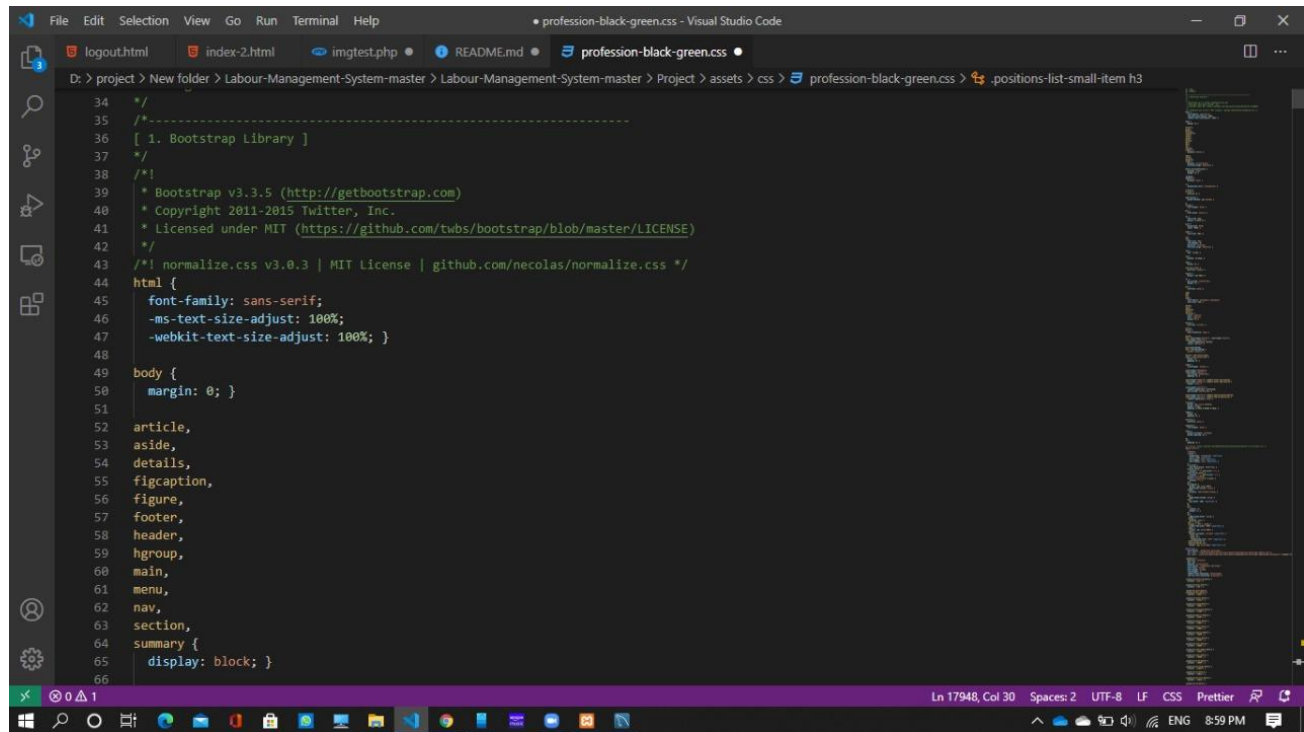 File Edit Selection View Go Run Terminal Help ● profession-black-green.css - Visual Studio Code
logout.html index-2.html imgtest.php ● README.md ● profession-black-green.css ●
D: > project > New folder > Labour-Management-System-master > Labour-Management-System-master > Project > assets > css > profession-black-green.css > .positions-list-small-item h3
3
34 */
35 /*------------------------------------------------------------------
36 [ 1. Bootstrap Library ]
37 */
38 /*!
39 * Bootstrap v3.3.5 (http://getbootstrap.com)
40 * Copyright 2011-2015 Twitter, Inc.
41 * Licensed under MIT (https://github.com/twbs/bootstrap/blob/master/LICENSE)
42 */
43 /*! normalize.css v3.0.3 | MIT License | github.com/necolas/normalize.css */
44 html {
45 font-family: sans-serif;
46 -ms-text-size-adjust: 100%;
47 -webkit-text-size-adjust: 100%; }
48
49 body {
50 margin: 0; }
51
52 article,
53 aside,
54 details,
55 figcaption,
56 figure,
57 footer,
58 header,
59 hgroup,
60 main,
61 menu,
62 nav,
63 section,
64 summary {
65 display: block; }
66
0 1 Ln 17948, Col 30 Spaces: 2 UTF-8 LF CSS Prettier
ENG 8:59 PM